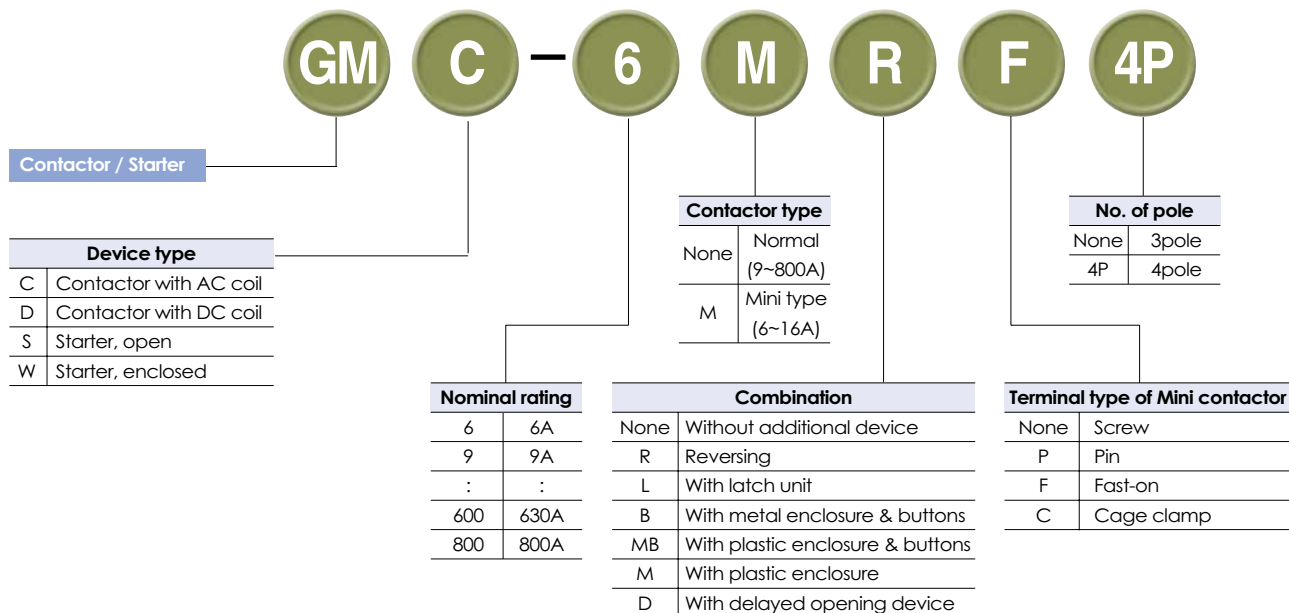 GM C - 6 M R F 4P
Contactor / Starter
Device type
C Contactor with AC coil
D Contactor with DC coil
S Starter, open
W Starter, enclosed
Nominal rating
6 6A
9 9A
: :
600 630A
800 800A
Contactor type
None Normal
(9~800A)
M Mini type
(6~16A)
Combination
None Without additional device
R Reversing
L With latch unit
B With metal enclosure & buttons
MB With plastic enclosure & buttons
M With plastic enclosure
D With delayed opening device
Terminal type of Mini contactor
None Screw
P Pin
F Fast-on
C Cage clamp
No. of pole
None 3pole
4P 4pole